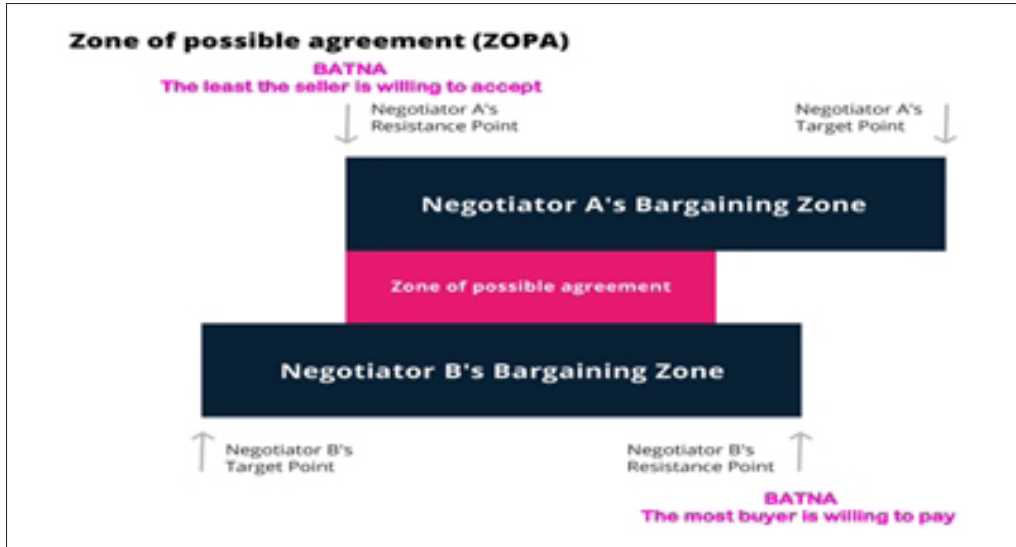 Zone of possible agreement (ZOPA)
BATNA
The least the seller is willing to accept
Negotiator A's
Resistance Point
Negotiator A's
Target Point
Negotiator A's Bargaining Zone
Zone of possible agreement
Negotiator B's Bargaining Zone
Negotiator B's
Target Point
Negotiator B's
Resistance Point
BATNA
The most buyer is willing to pay